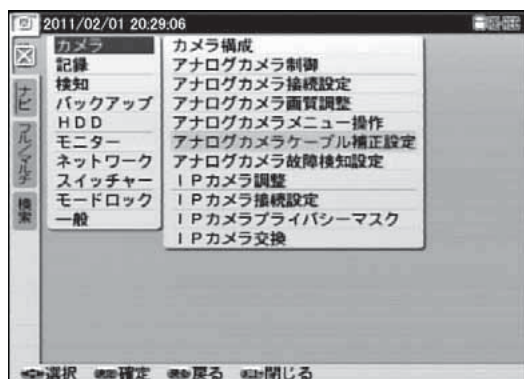 2011/02/01 20:29:06
カメラ
記録
検知
バックアップ
HDD
モニター
ネットワーク
スイッチャー
モードロック
一般
カメラ構成
アナログカメラ制御
アナログカメラ接続設定
アナログカメラ画質調整
アナログカメラメニュー操作
アナログカメラケーブル補正設定
アナログカメラ故障検知設定
IPカメラ調整
IPカメラ接続設定
IPカメラプライバシーマスク
IPカメラ交換
ナビ
フル/マルチ
検索
選択 確定 戻る 閉じる